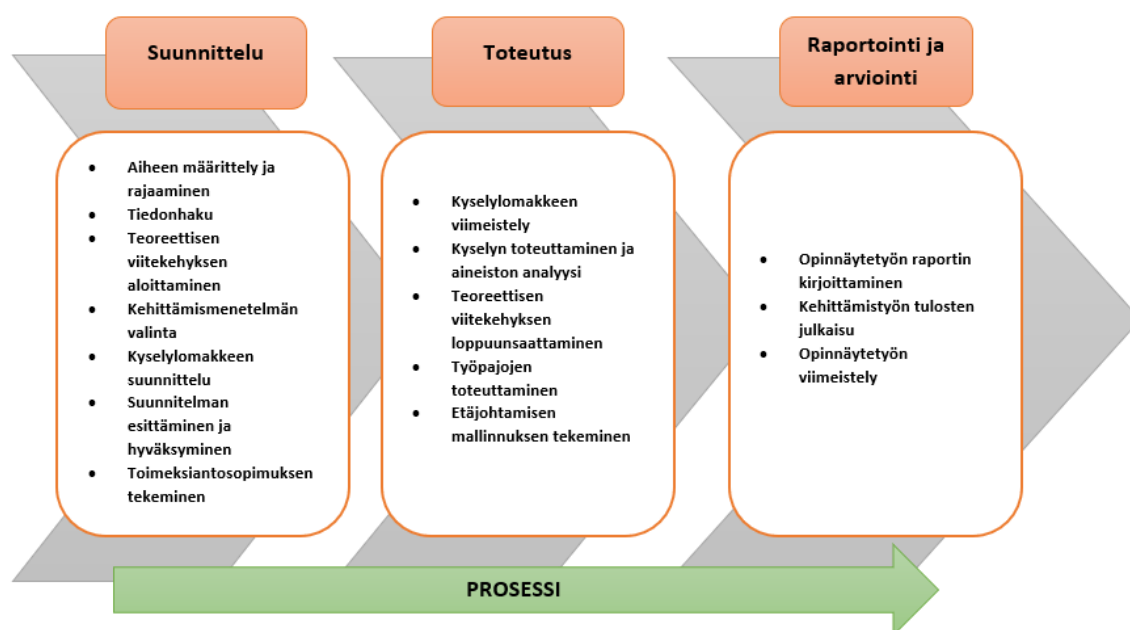 Suunnittelu
• Aiheen määrittely ja
rajaaminen
• Tiedonhaku
• Teoreettisen
viitekehyksen
aloittaminen
• Kehittämismenetelmän
valinta
• Kyselylomakkeen
suunnittelu
• Suunnitelman
esittäminen ja
hyväksyminen
• Toimeksiantosopimuksen
tekeminen
Toteutus
• Kyselylomakkeen
viimeistely
• Kyselyn toteuttaminen ja
aineiston analyysi
• Teoreettisen
viitekehyksen
loppuunsaattaminen
• Työpajojen
toteuttaminen
• Etäjohtamisen
mallinnuksen tekeminen
Raportointi ja
arviointi
• Opinnäytetyön raportin
kirjoittaminen
• Kehittämistyön tulosten
julkaisu
• Opinnäytetyön
viimeistely
PROSESSI